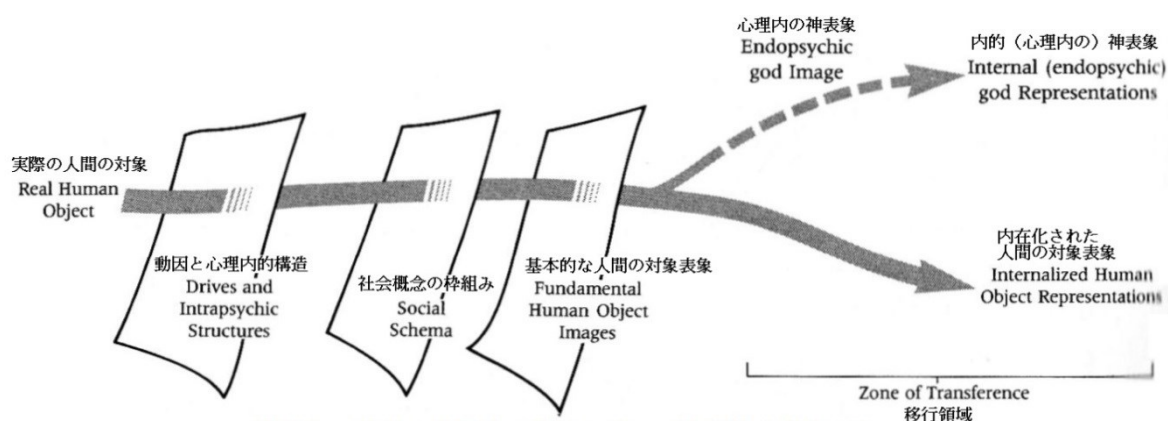 実際の人間の対象
Real Human
Object
動因と心理内的構造
Drives and
Intrapsychic
Structures
社会概念の枠組み
Social
Schema
基本的な人間の対象表象
Fundamental
Human Object
Images
心理内の神表象
Endopsychic
god Image
内的（心理内の）神表象
Internal (endopsychic)
god Representations
内在化された
人間の対象表象
Internalized Human
Object Representations
Zone of Transference
移行領域